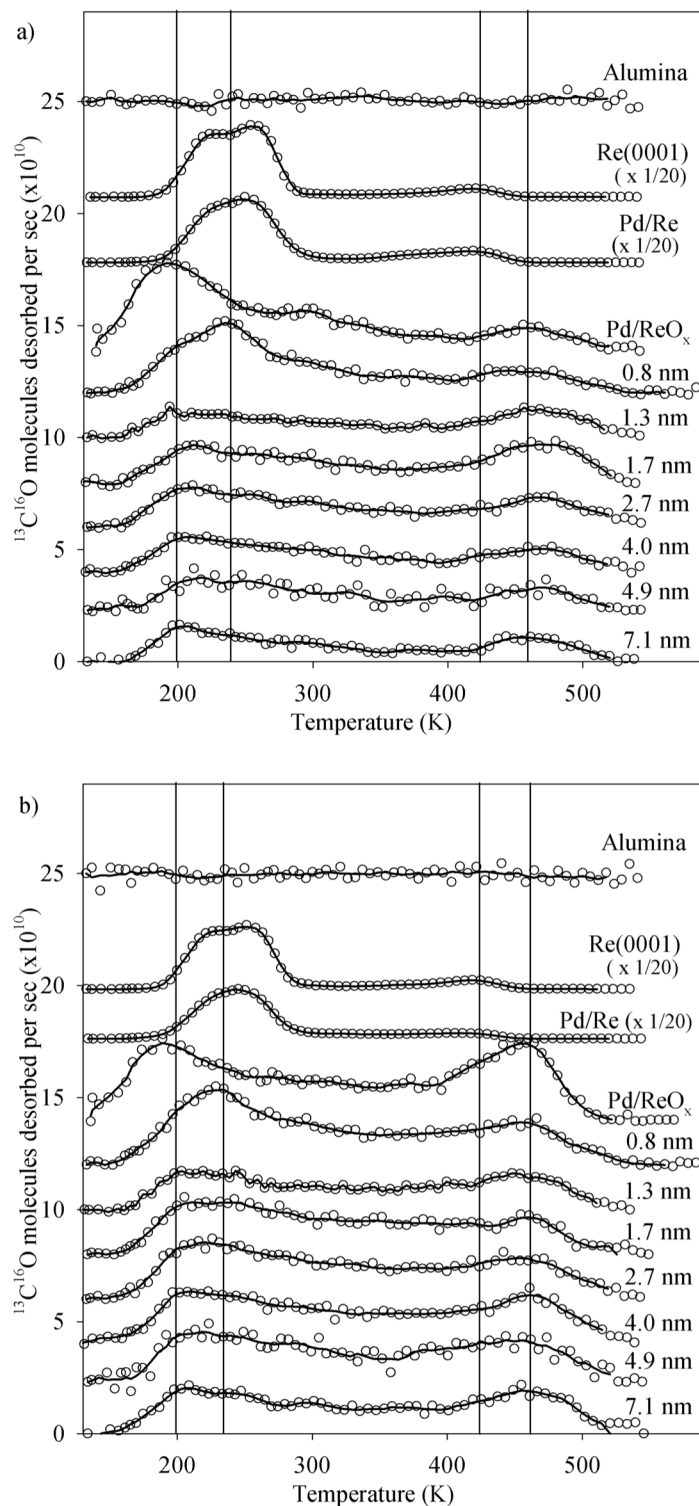 a)
¹³C¹⁶O molecules desorbed per sec (x10¹⁰)
25
20
15
10
5
0
Alumina
Re(0001)
( x 1/20)
Pd/Re
(x 1/20)
Pd/ReOₓ
0.8 nm
1.3 nm
1.7 nm
2.7 nm
4.0 nm
4.9 nm
7.1 nm
200 300 400 500
Temperature (K)
b)
¹³C¹⁶O molecules desorbed per sec (x10¹⁰)
25
20
15
10
5
0
Alumina
Re(0001)
( x 1/20)
Pd/Re (x 1/20)
Pd/ReOₓ
0.8 nm
1.3 nm
1.7 nm
2.7 nm
4.0 nm
4.9 nm
7.1 nm
200 300 400 500
Temperature (K)